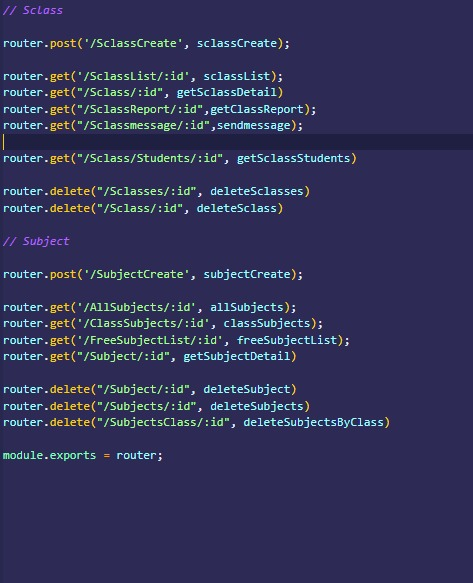 // Sclass
router.post('/SclassCreate', sclassCreate);
router.get('/SclassList/:id', sclassList);
router.get("/Sclass/:id", getSclassDetail)
router.get("/SclassReport/:id",getClassReport);
router.get("/Sclassmessage/:id",sendmessage);
router.get("/Sclass/Students/:id", getSclassStudents)
router.delete("/Sclasses/:id", deleteSclasses)
router.delete("/Sclass/:id", deleteSclass)
// Subject
router.post('/SubjectCreate', subjectCreate);
router.get('/AllSubjects/:id', allSubjects);
router.get('/ClassSubjects/:id', classSubjects);
router.get('/FreeSubjectList/:id', freeSubjectList);
router.get("/Subject/:id", getSubjectDetail)
router.delete("/Subject/:id", deleteSubject)
router.delete("/Subjects/:id", deleteSubjects)
router.delete("/SubjectsClass/:id", deleteSubjectsByClass)
module.exports = router;